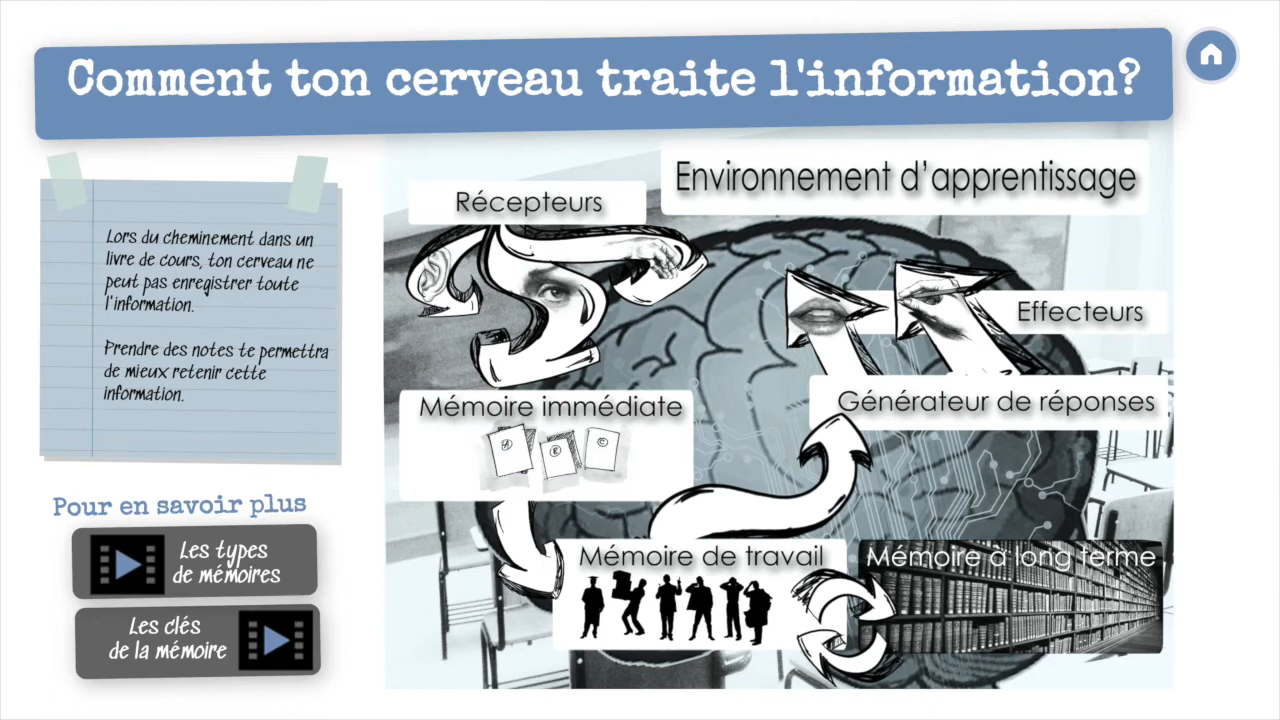 Comment ton cerveau traite l'information?
Lors du cheminement dans un
livre de cours, ton cerveau ne
peut pas enregistrer toute
l'information.
Prendre des notes te permettra
de mieux retenir cette
information.
Pour en savoir plus
Les types
de mémoires
Les clés
de la mémoire
Environnement d'apprentissage
Récepteurs
Effecteurs
Mémoire immédiate
A
B
C
Générateur de réponses
Mémoire de travail
Mémoire à long terme